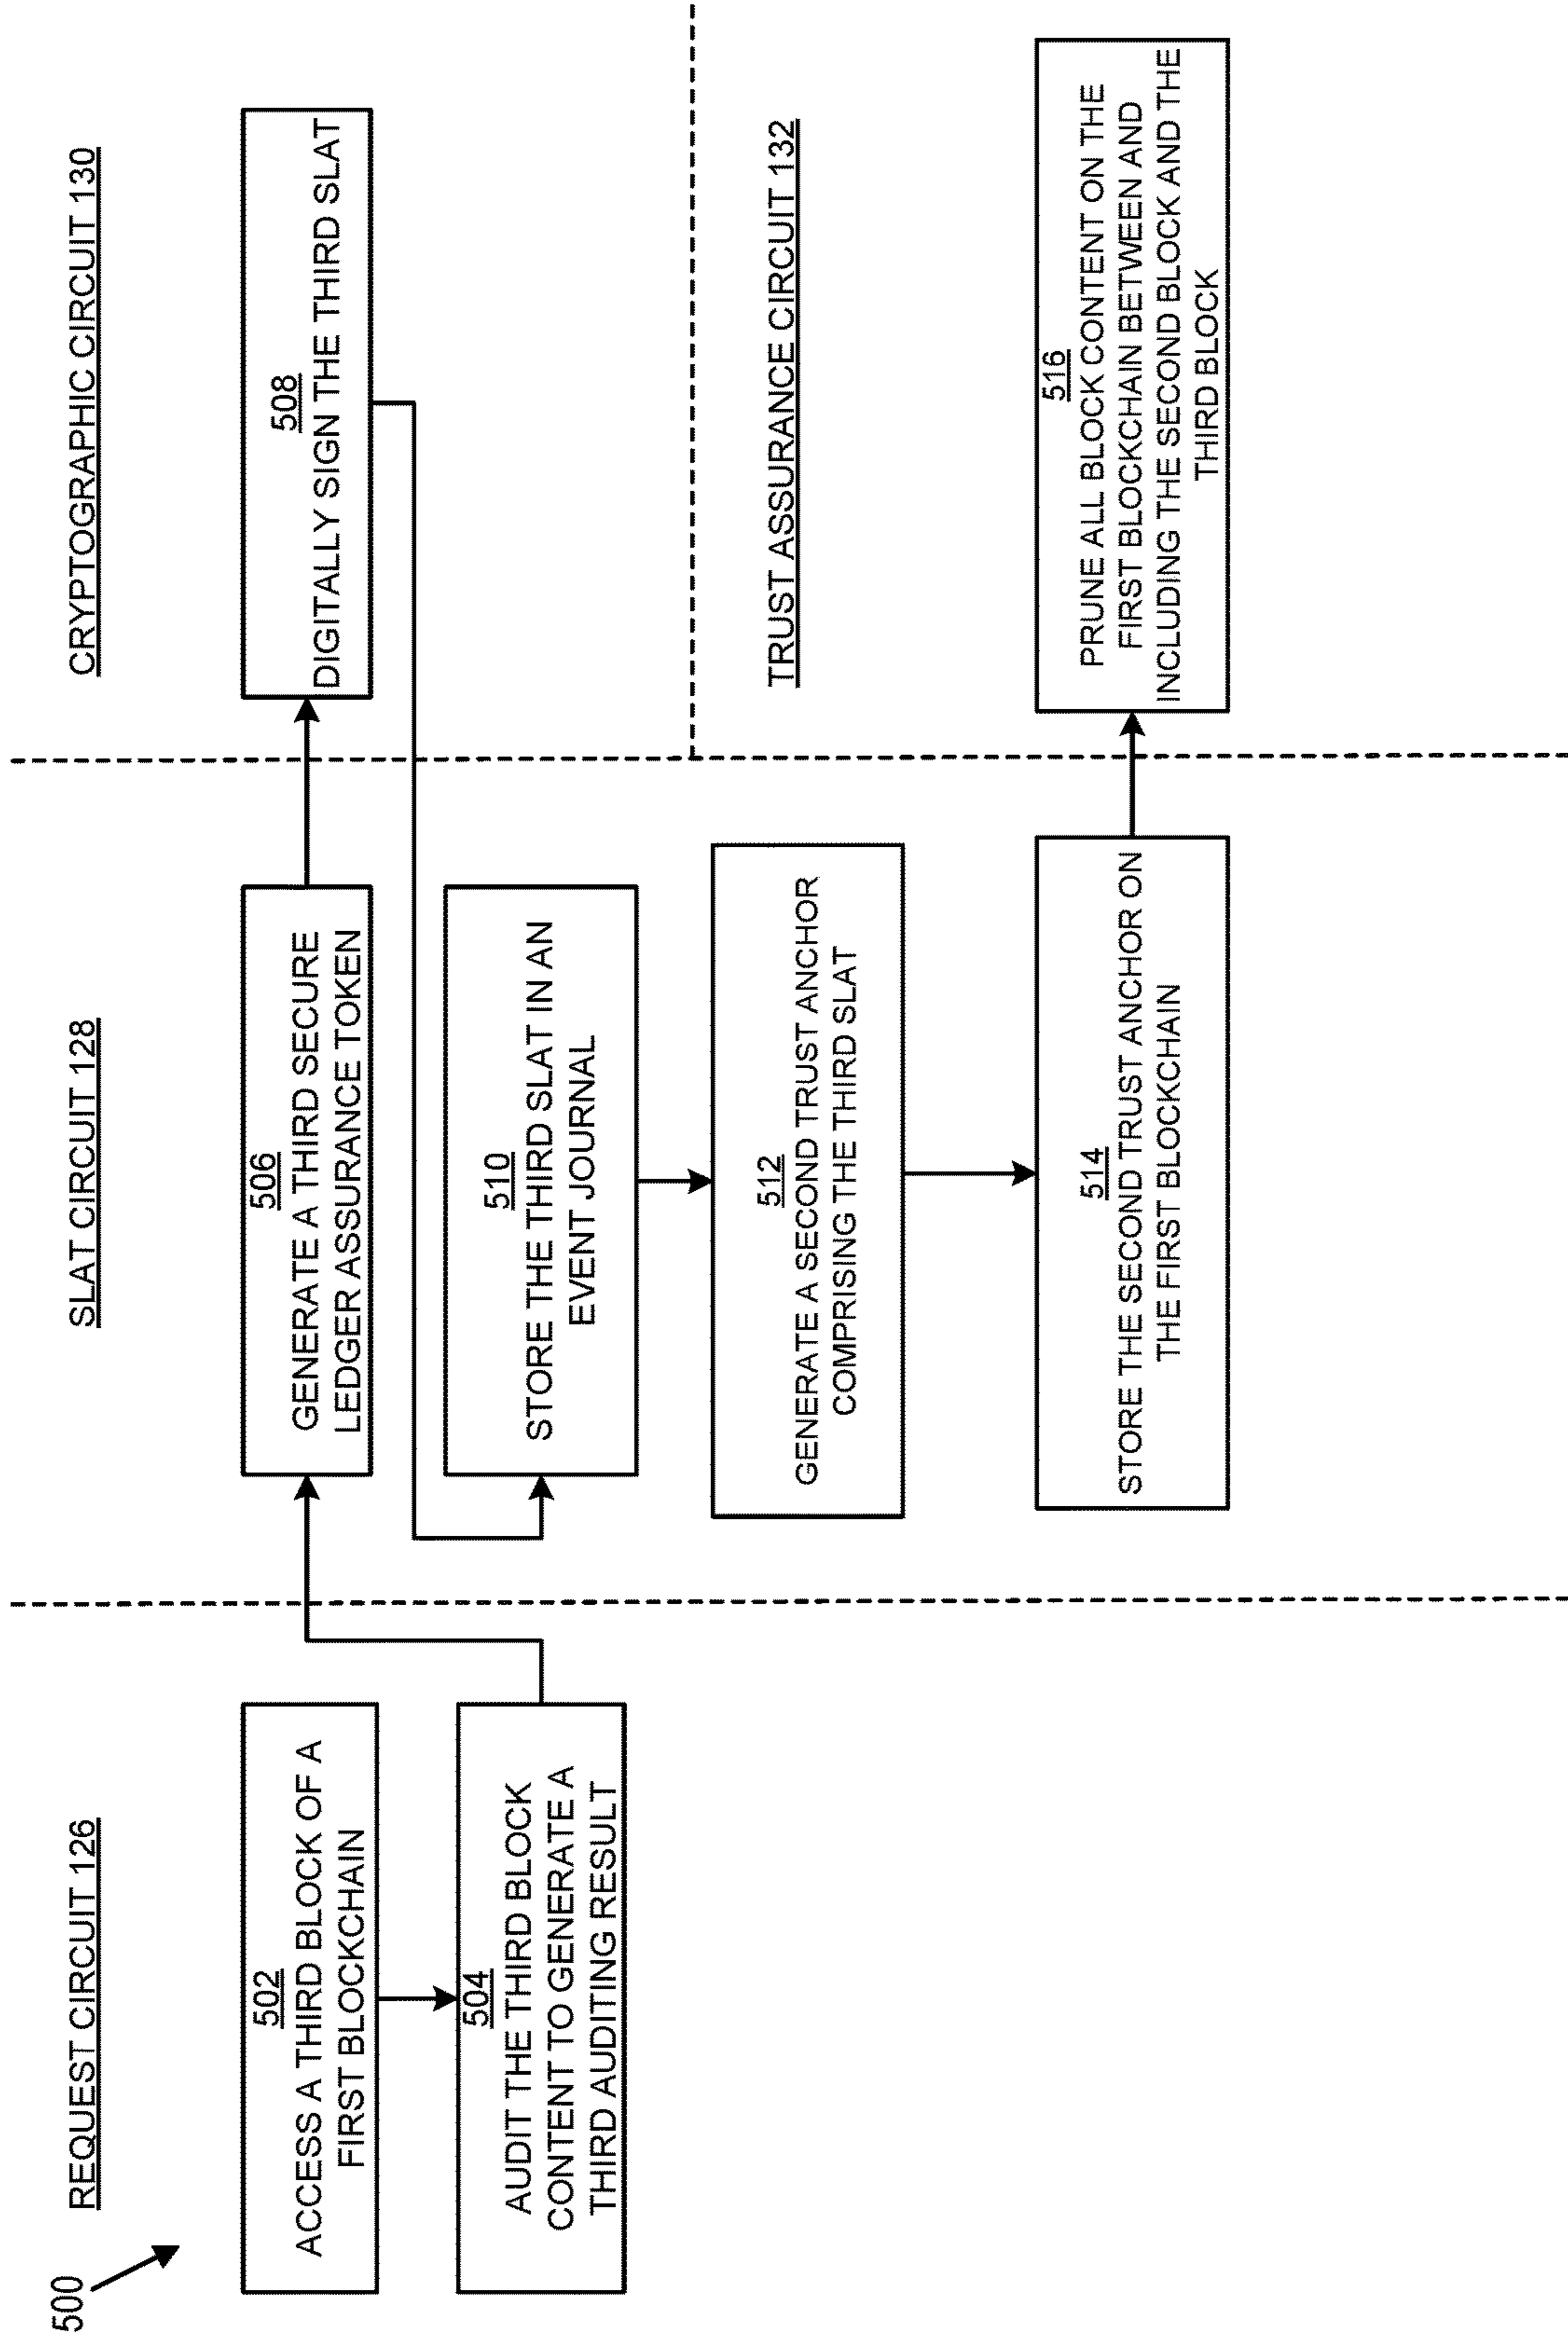 500
REQUEST CIRCUIT 126
502
ACCESS A THIRD BLOCK OF A
FIRST BLOCKCHAIN
504
AUDIT THE THIRD BLOCK
CONTENT TO GENERATE A
THIRD AUDITING RESULT
SLAT CIRCUIT 128
506
GENERATE A THIRD SECURE
LEDGER ASSURANCE TOKEN
CRYPTOGRAPHIC CIRCUIT 130
508
DIGITALLY SIGN THE THIRD SLAT
510
STORE THE THIRD SLAT IN AN
EVENT JOURNAL
512
GENERATE A SECOND TRUST ANCHOR
COMPRISING THE THIRD SLAT
514
STORE THE SECOND TRUST ANCHOR ON
THE FIRST BLOCKCHAIN
TRUST ASSURANCE CIRCUIT 132
516
PRUNE ALL BLOCK CONTENT ON THE
FIRST BLOCKCHAIN BETWEEN AND
INCLUDING THE SECOND BLOCK AND THE
THIRD BLOCK